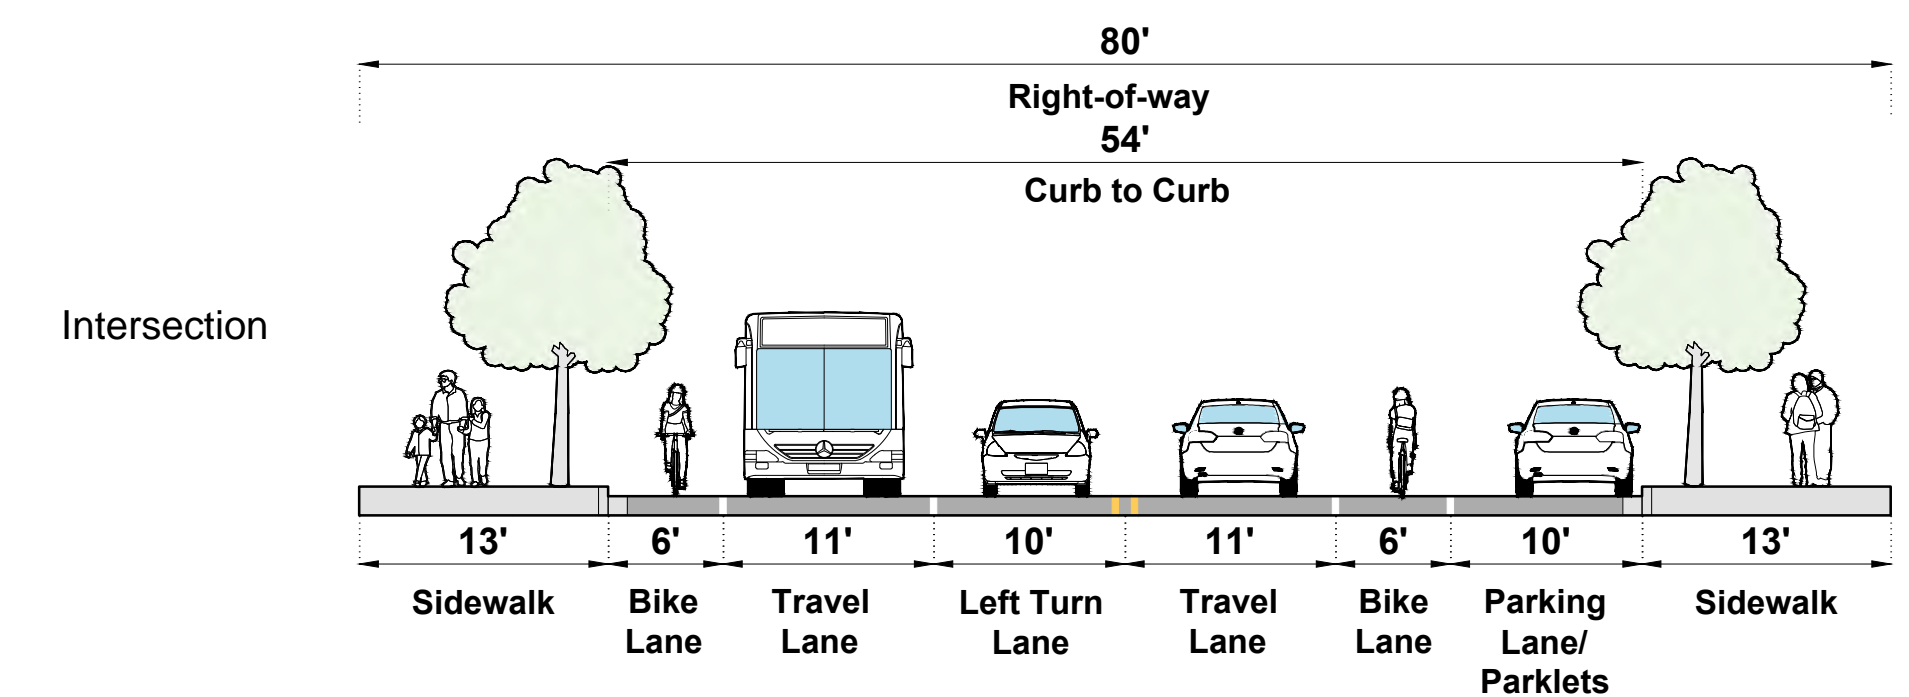 80'
Right-of-way
54'
Curb to Curb
Intersection
13'
6'
11'
10'
11'
6'
10'
13'
Sidewalk
Bike
Lane
Travel
Lane
Left Turn
Lane
Travel
Lane
Bike
Lane
Parking
Lane/
Parklets
Sidewalk